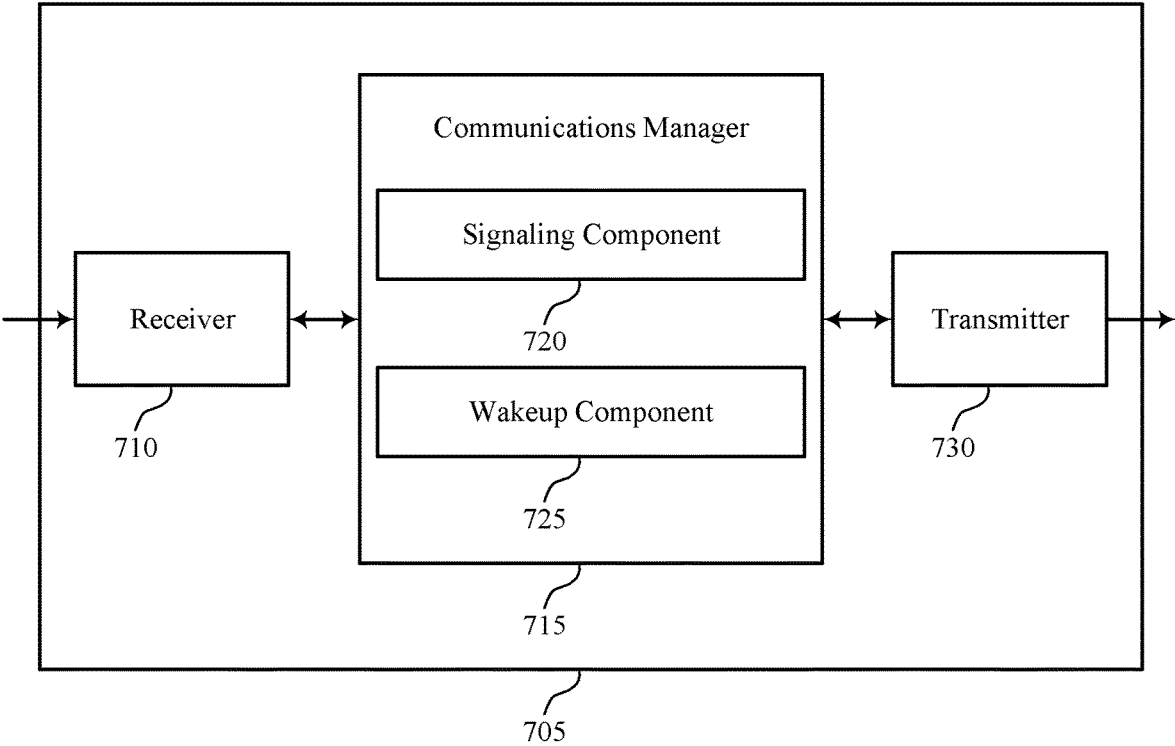 Communications Manager
Signaling Component
720
Receiver
710
Transmitter
730
Wakeup Component
725
715
705